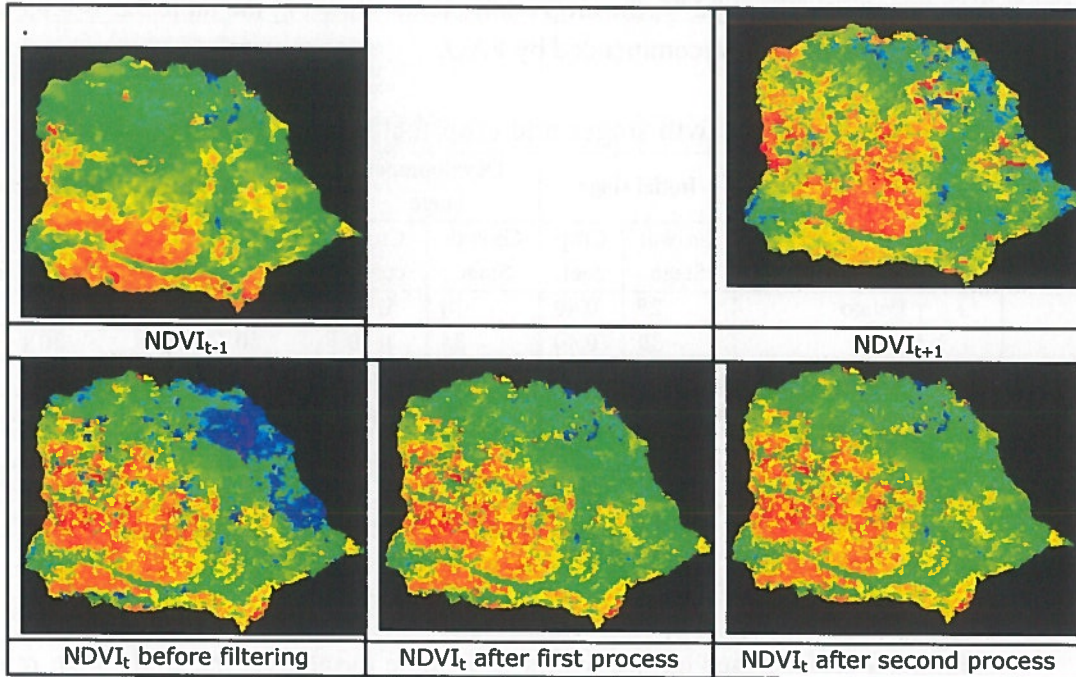 NDVIt-1
NDVIt+1
NDVIt before filtering
NDVIt after first process
NDVIt after second process